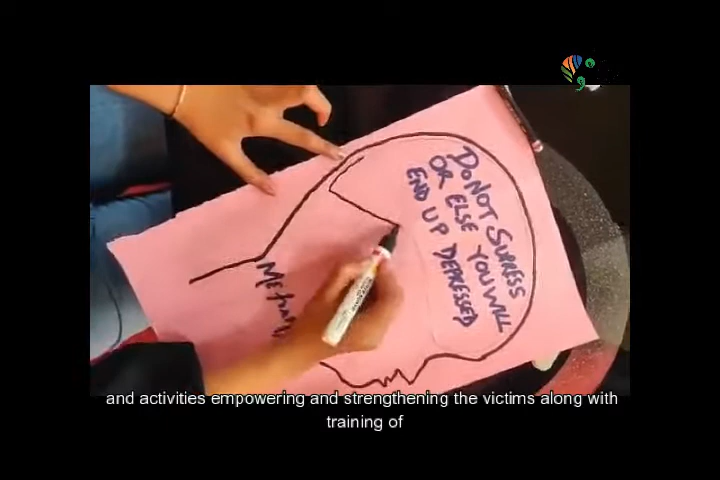 DO NOT SUPRESS
OR ELSE YOU WILL
END UP DEPRESSED
and activities empowering and strengthening the victims along with
training of